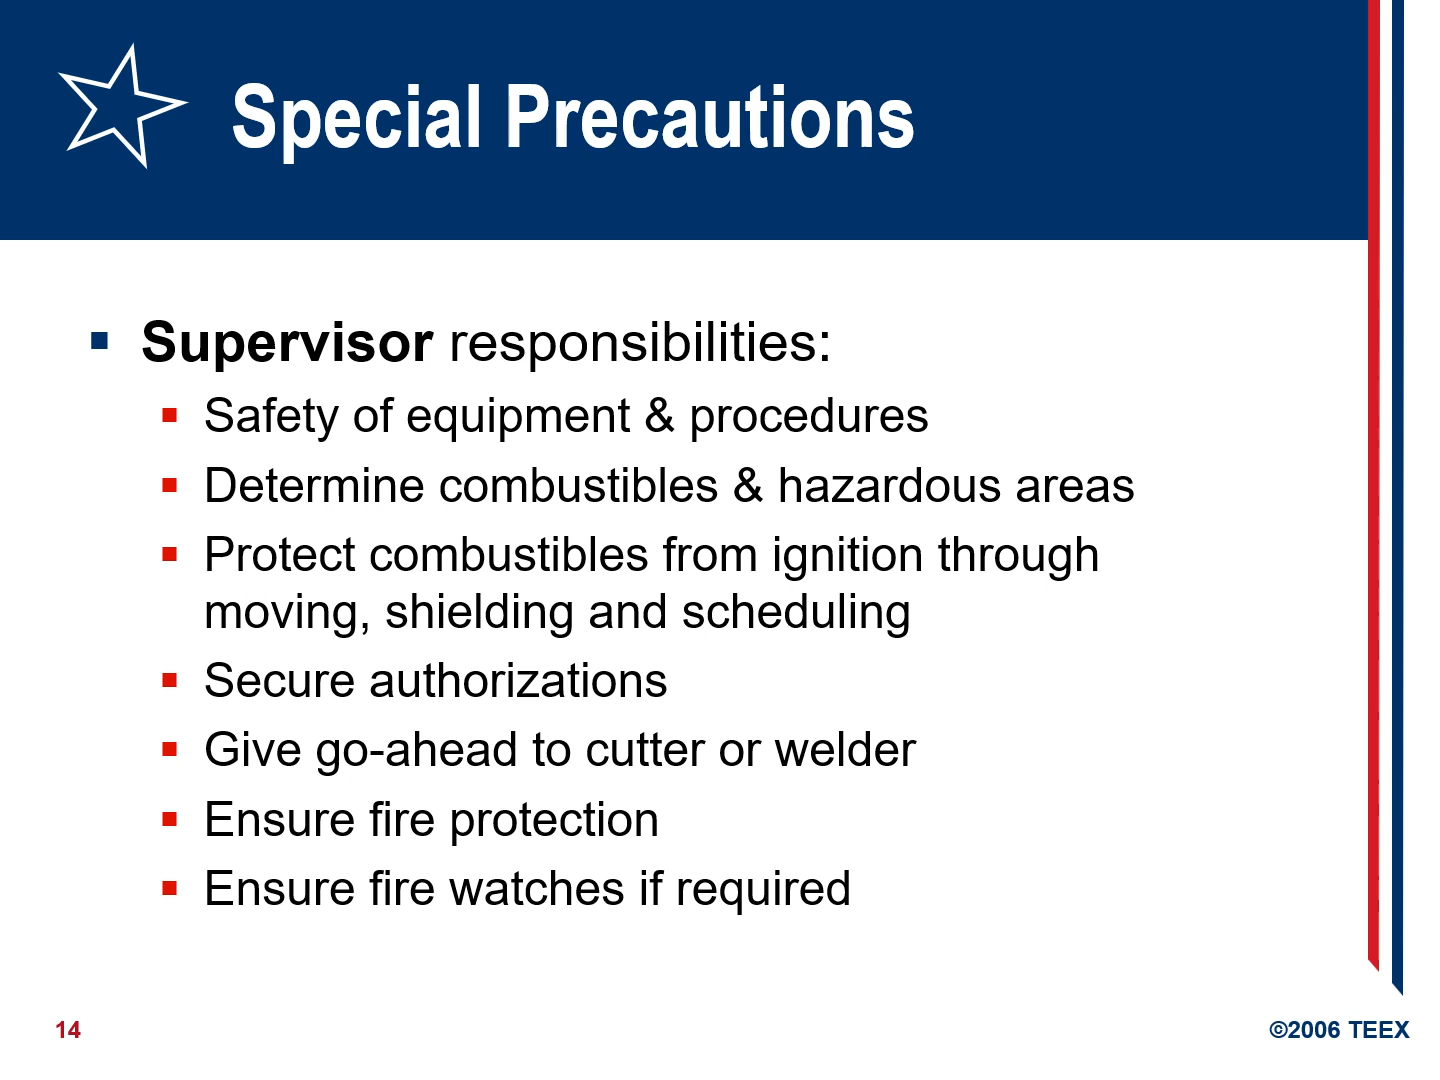 Special Precautions
Supervisor responsibilities:
Safety of equipment & procedures
Determine combustibles & hazardous areas
Protect combustibles from ignition through
moving, shielding and scheduling
Secure authorizations
Give go-ahead to cutter or welder
Ensure fire protection
Ensure fire watches if required
14
©2006 TEEX